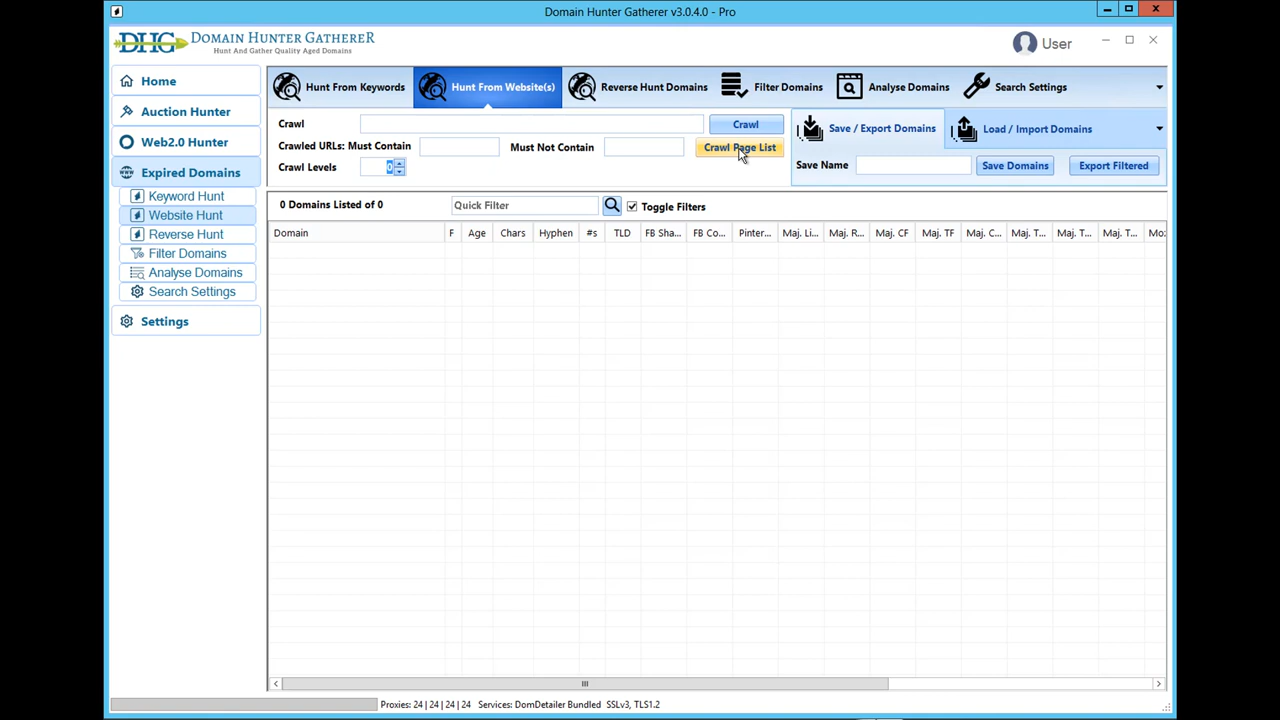 Domain Hunter Gatherer v3.0.4.0 - Pro
DHG DOMAIN HUNTER GATHERER
Hunt And Gather Quality Aged Domains
User
Home
Auction Hunter
Web2.0 Hunter
Expired Domains
Keyword Hunt
Website Hunt
Reverse Hunt
Filter Domains
Analyse Domains
Search Settings
Settings
Hunt From Keywords Hunt From Website(s) Reverse Hunt Domains Filter Domains Analyse Domains Search Settings
Crawl Crawl
Crawled URLs: Must Contain Must Not Contain Crawl Page List
Crawl Levels 0
Save / Export Domains Load / Import Domains
Save Name Save Domains Export Filtered
0 Domains Listed of 0 Quick Filter Toggle Filters
Domain F Age Chars Hyphen #s TLD FB Sha... FB Co... Pinter... Maj. Li... Maj. R... Maj. CF Maj. TF Maj. C... Maj. T... Maj. T... Maj. T... Mo
Proxies: 24 | 24 | 24 | 24 Services: DomDetailer Bundled SSLv3, TLS1.2